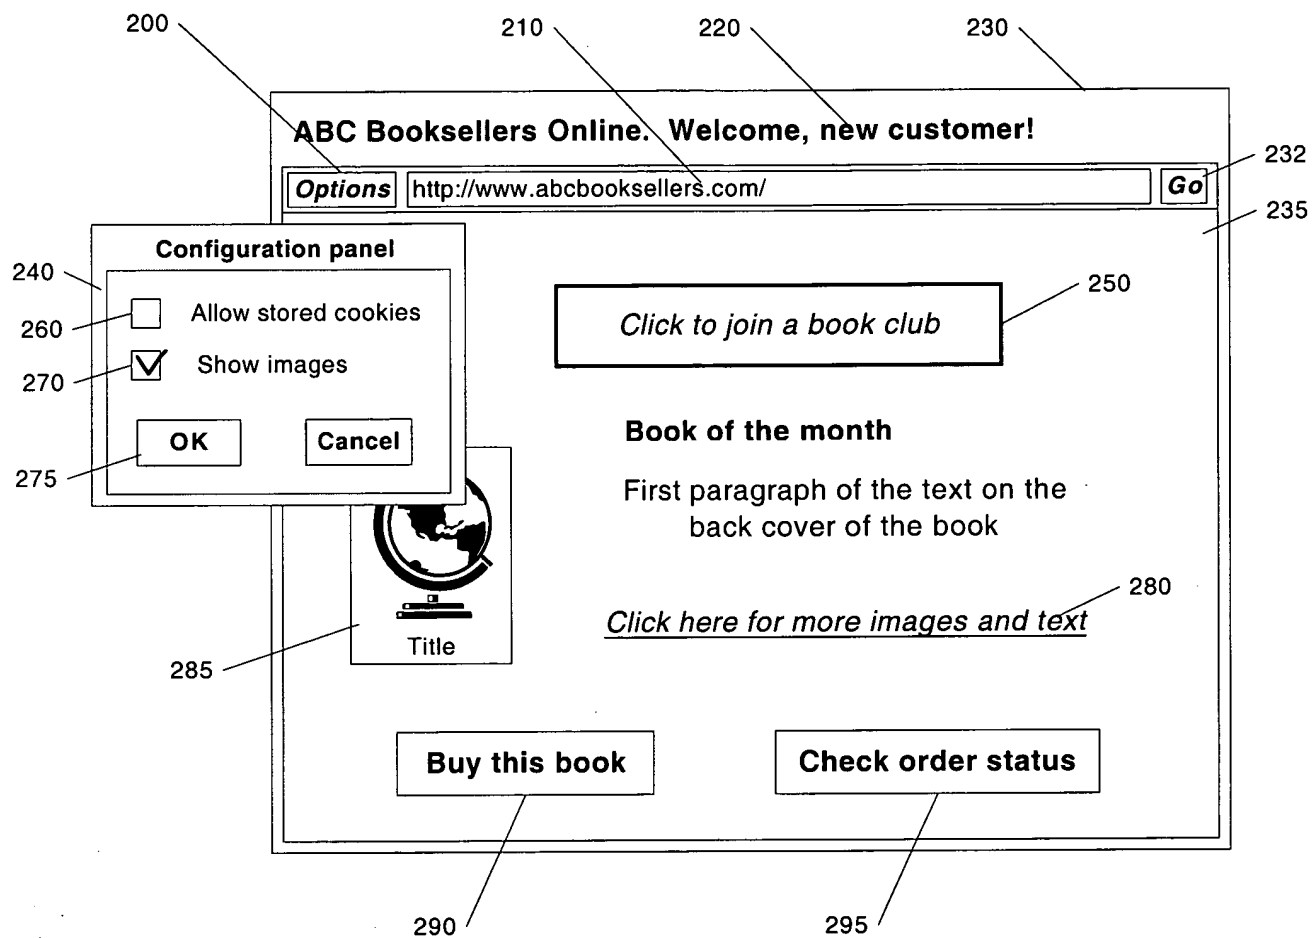 200
210
220
230
ABC Booksellers Online. Welcome, new customer!
232
Options
http://www.abcbooksellers.com/
Go
235
Configuration panel
240
Allow stored cookies
260
Show images
270
OK
Cancel
275
Click to join a book club
250
Book of the month
First paragraph of the text on the
back cover of the book
280
Click here for more images and text
Title
285
Buy this book
Check order status
290
295